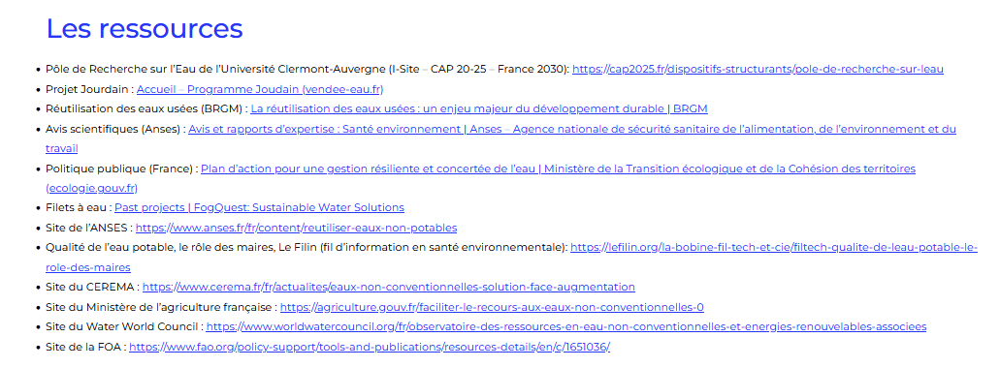 Les ressources
• Pôle de Recherche sur l'Eau de l'Université Clermont-Auvergne (I-Site – CAP 20-25 – France 2030): https://cap2025.fr/dispositifs-structurants/pole-de-recherche-sur-leau
• Projet Jourdain : Accueil – Programme Joudain (vendee-eau.fr)
• Réutilisation des eaux usées (BRGM) : La réutilisation des eaux usées : un enjeu majeur du développement durable | BRGM
• Avis scientifiques (Anses) : Avis et rapports d'expertise : Santé environnement | Anses – Agence nationale de sécurité sanitaire de l'alimentation, de l'environnement et du
travail
• Politique publique (France) : Plan d'action pour une gestion résiliente et concertée de l'eau | Ministère de la Transition écologique et de la Cohésion des territoires
(ecologie.gouv.fr)
• Filets à eau : Past projects | FogQuest: Sustainable Water Solutions
• Site de l'ANSES : https://www.anses.fr/fr/content/reutiliser-eaux-non-potables
• Qualité de l'eau potable, le rôle des maires, Le Filin (fil d'information en santé environnementale): https://lefilin.org/la-bobine-fil-tech-et-cie/filtech-qualite-de-leau-potable-le-
role-des-maires
• Site du CEREMA : https://www.cerema.fr/fr/actualites/eaux-non-conventionnelles-solution-face-augmentation
• Site du Ministère de l'agriculture française : https://agriculture.gouv.fr/faciliter-le-recours-aux-eaux-non-conventionnelles-0
• Site du Water World Council : https://www.worldwatercouncil.org/fr/observatoire-des-ressources-en-eau-non-conventionnelles-et-energies-renouvelables-associees
• Site de la FOA : https://www.fao.org/policy-support/tools-and-publications/resources-details/en/c/1651036/